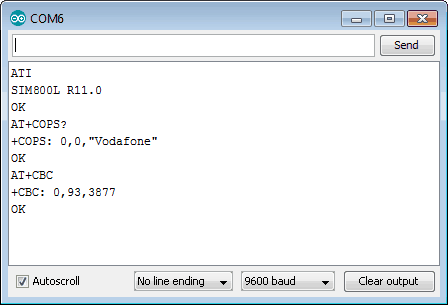 COM6
Send
ATI
SIM800L R11.0
OK
AT+COPS?
+COPS: 0,0,"Vodafone"
OK
AT+CBC
+CBC: 0,93,3877
OK
Autoscroll
No line ending
9600 baud
Clear output